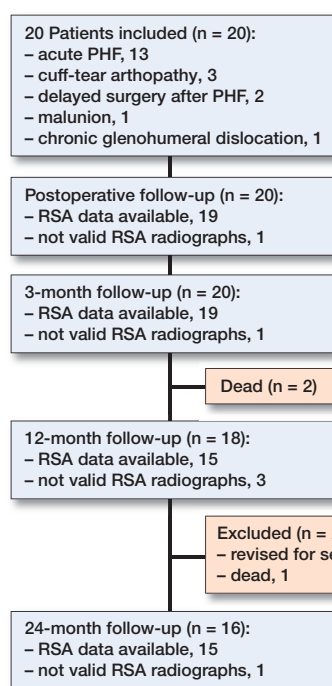 20 Patients included (n = 20):
– acute PHF, 13
– cuff-tear arthopathy, 3
– delayed surgery after PHF, 2
– malunion, 1
– chronic glenohumeral dislocation, 1
Postoperative follow-up (n = 20):
– RSA data available, 19
– not valid RSA radiographs, 1
3-month follow-up (n = 20):
– RSA data available, 19
– not valid RSA radiographs, 1
Dead (n = 2)
12-month follow-up (n = 18):
– RSA data available, 15
– not valid RSA radiographs, 3
Excluded (n =
– revised for
– dead, 1
24-month follow-up (n = 16):
– RSA data available, 15
– not valid RSA radiographs, 1